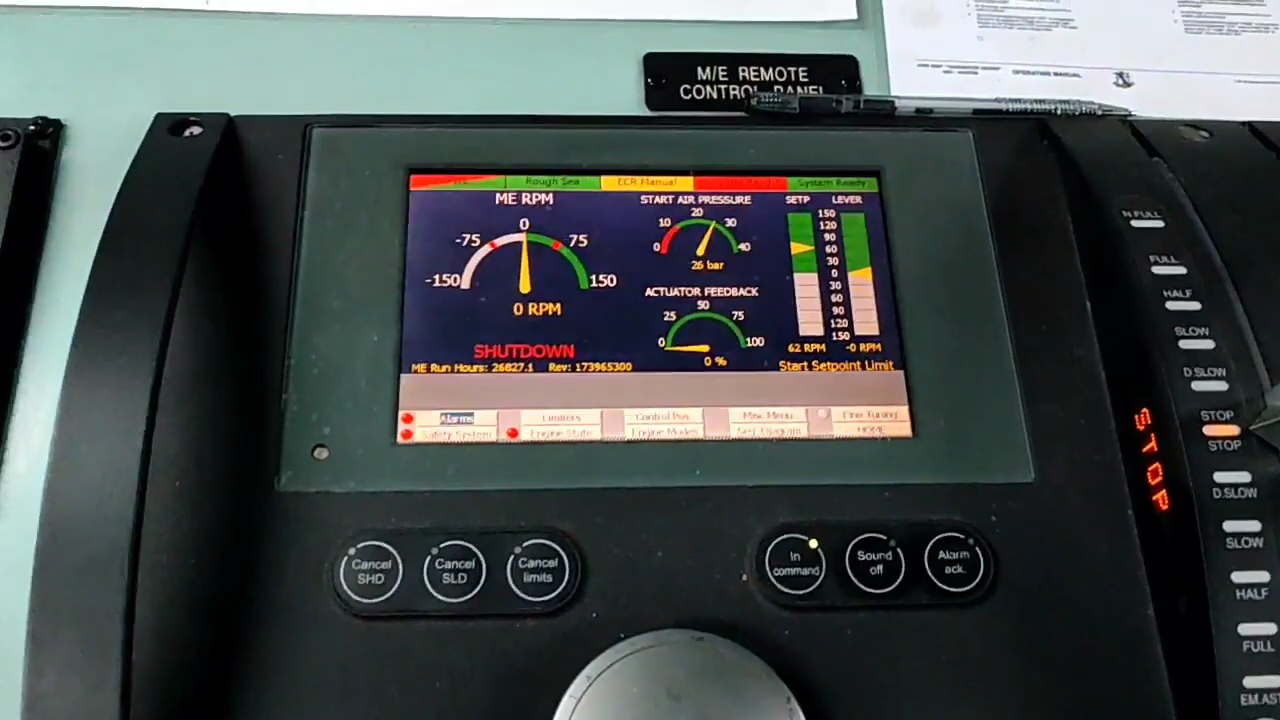 M/E REMOTE
CONTROL PANEL
OPERATING MANUAL
Rough Sea
ECR Manual
System Ready
ME RPM
0
-75
75
-150
150
0 RPM
SHUTDOWN
ME Run Hours: 26827.1 Rev: 173965300
START AIR PRESSURE
20
10
30
0
40
26 bar
ACTUATOR FEEDBACK
50
25
75
0
100
0 %
SETP
LEVER
150
120
90
60
30
0
30
60
90
120
150
62 RPM
-0 RPM
Start Setpoint Limit
Alarms
Limiters
Control Pos
Misc Menu
Fine Tuning
Safety System
Engine State
Engine Modes
Seq. Diagram
HOME
Cancel
SHD
Cancel
SLD
Cancel
limits
In
command
Sound
off
Alarm
ack.
N.FULL
FULL
HALF
SLOW
D.SLOW
STOP
STOP
D.SLOW
SLOW
HALF
FULL
EM.AST
STOP